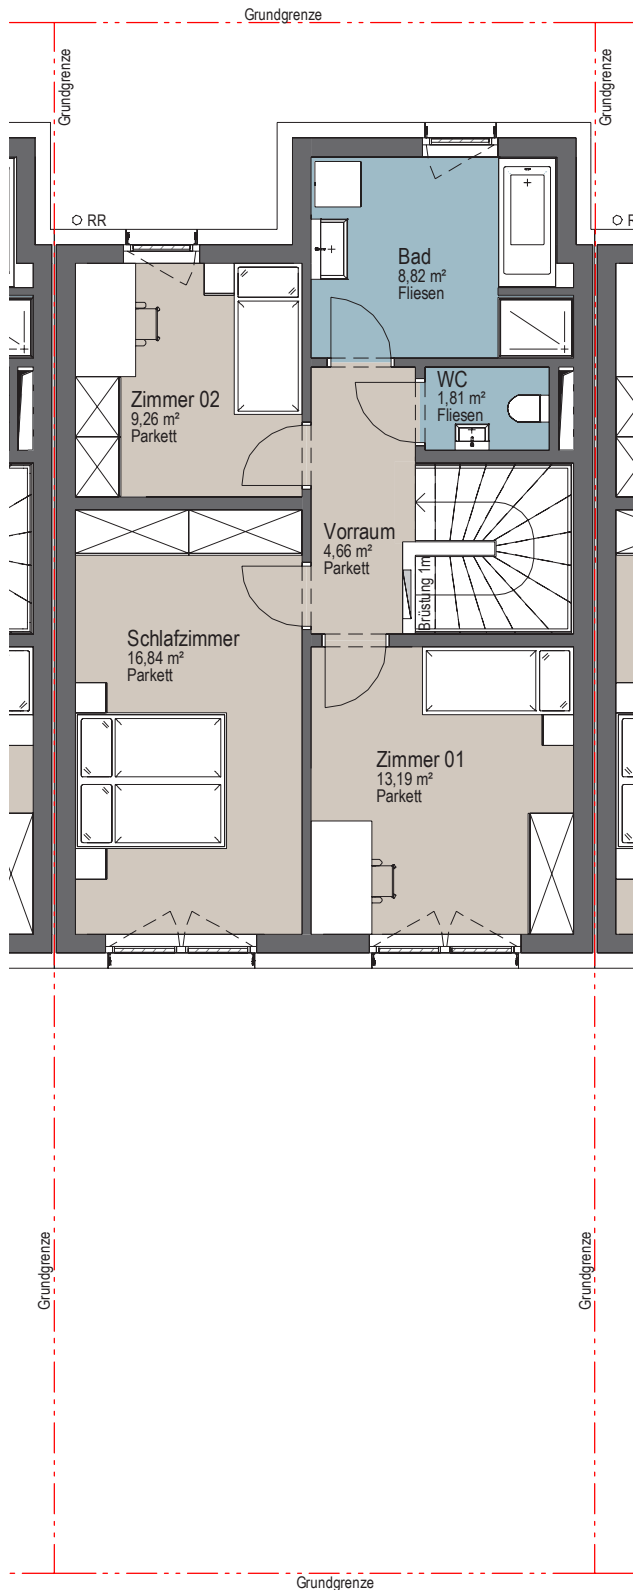 Grundgrenze
Grundgrenze
Grundgrenze
RR
Bad
8,82 m²
Fliesen
WC
1,81 m²
Fliesen
Zimmer 02
9,26 m²
Parkett
Vorraum
4,66 m²
Parkett
Brüstung 1m
Schlafzimmer
16,84 m²
Parkett
Zimmer 01
13,19 m²
Parkett
Grundgrenze
Grundgrenze
Grundgrenze